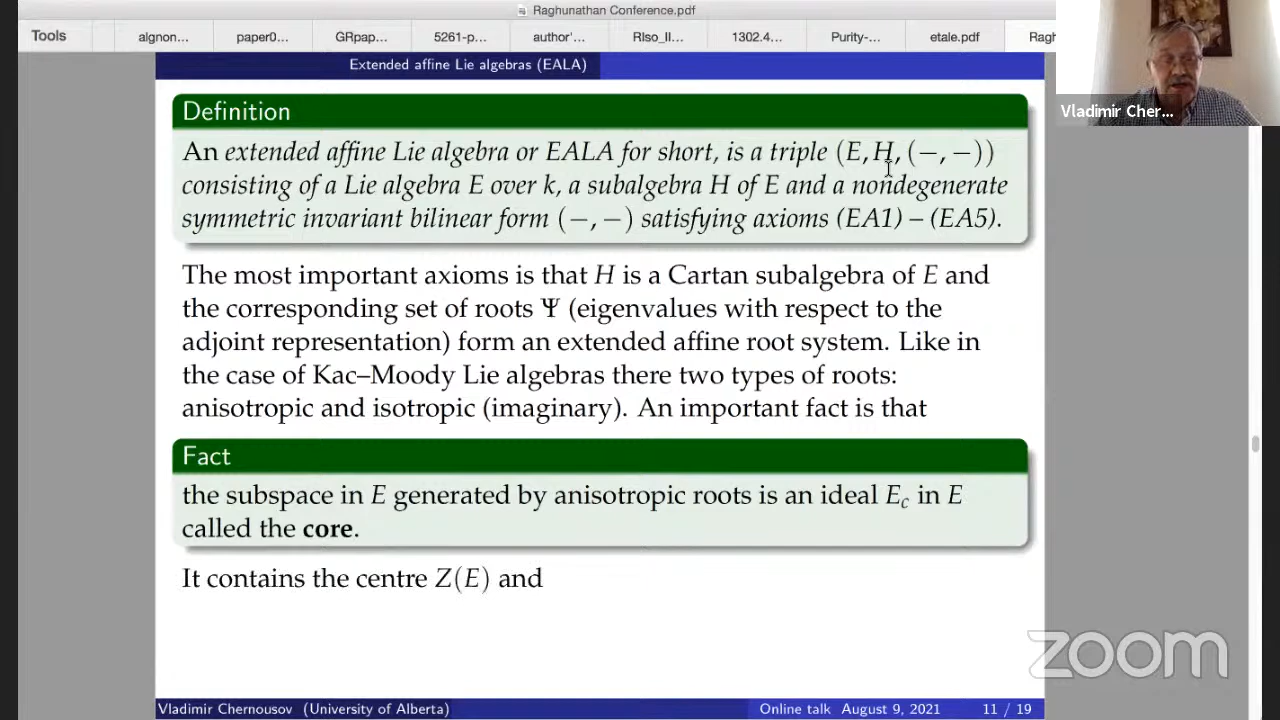 Raghunathan Conference.pdf
Tools
algnon...
paper0...
GRpap...
5261-p...
author'...
RIso_II...
1302.4...
Purity-...
etale.pdf
Ragh
Vladimir Cher...
Extended affine Lie algebras (EALA)
Definition
An extended affine Lie algebra or EALA for short, is a triple (E, H, (−, −))
consisting of a Lie algebra E over k, a subalgebra H of E and a nondegenerate
symmetric invariant bilinear form (−, −) satisfying axioms (EA1) – (EA5).
The most important axioms is that H is a Cartan subalgebra of E and
the corresponding set of roots Ψ (eigenvalues with respect to the
adjoint representation) form an extended affine root system. Like in
the case of Kac–Moody Lie algebras there two types of roots:
anisotropic and isotropic (imaginary). An important fact is that
Fact
the subspace in E generated by anisotropic roots is an ideal E_c in E
called the core.
It contains the centre Z(E) and
zoom
Vladimir Chernousov (University of Alberta)
Online talk August 9, 2021 11 / 19